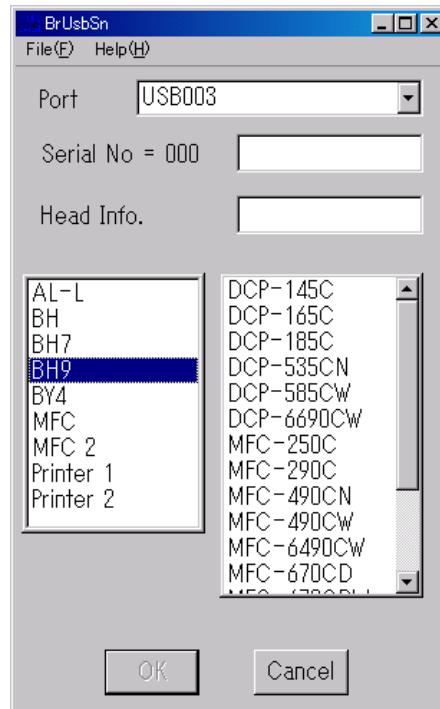 BrUsbSn
File(F) Help(H)
Port USB003
Serial No = 000
Head Info.
AL-L
BH
BH7
BH9
BY4
MFC
MFC 2
Printer 1
Printer 2
DCP-145C
DCP-165C
DCP-185C
DCP-535CN
DCP-585CW
DCP-6690CW
MFC-250C
MFC-290C
MFC-490CN
MFC-490CW
MFC-6490CW
MFC-670CD
OK Cancel